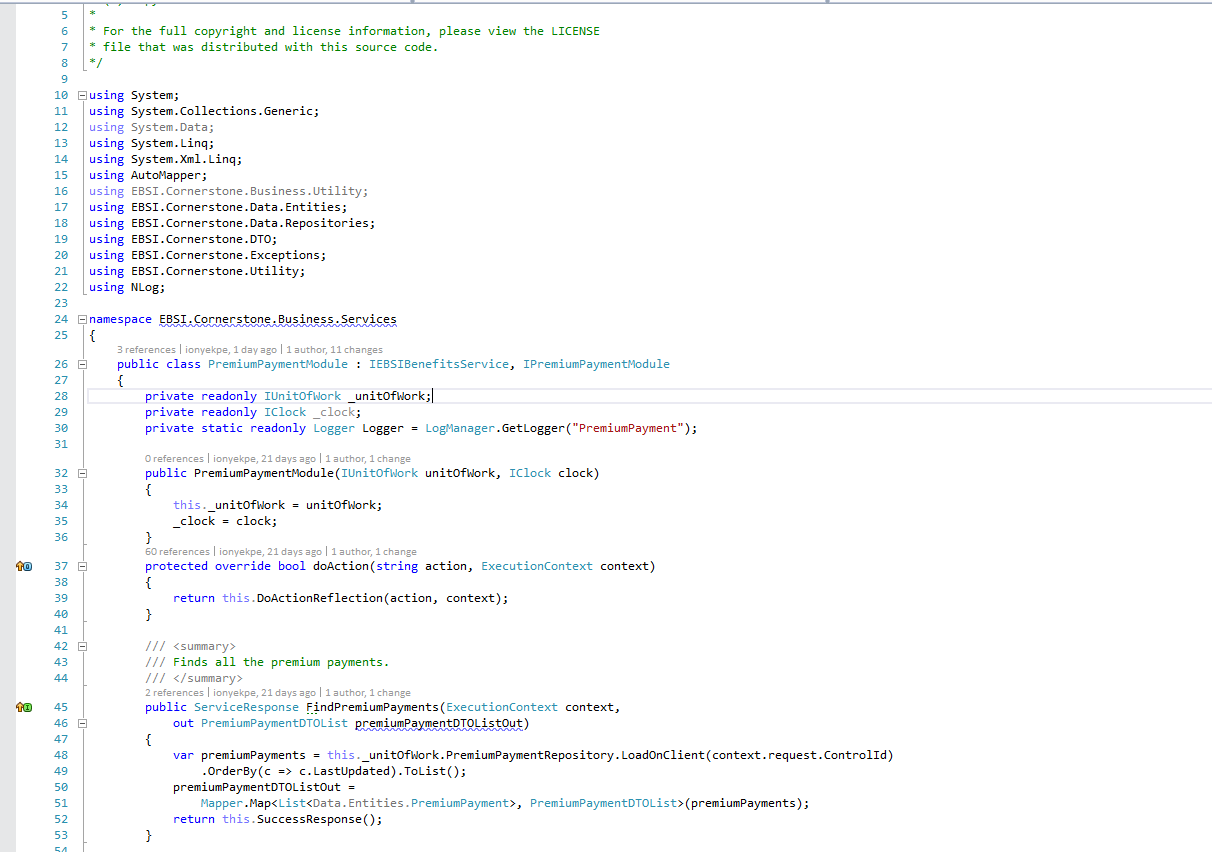 5 *
6 * For the full copyright and license information, please view the LICENSE
7 * file that was distributed with this source code.
8 */
9
10 using System;
11 using System.Collections.Generic;
12 using System.Data;
13 using System.Linq;
14 using System.Xml.Linq;
15 using AutoMapper;
16 using EBSI.Cornerstone.Business.Utility;
17 using EBSI.Cornerstone.Data.Entities;
18 using EBSI.Cornerstone.Data.Repositories;
19 using EBSI.Cornerstone.DTO;
20 using EBSI.Cornerstone.Exceptions;
21 using EBSI.Cornerstone.Utility;
22 using NLog;
23
24 namespace EBSI.Cornerstone.Business.Services
25 {
3 references | ionyekpe, 1 day ago | 1 author, 11 changes
26 public class PremiumPaymentModule : IEBSIBenefitsService, IPremiumPaymentModule
27 {
28 private readonly IUnitOfWork _unitOfWork;
29 private readonly IClock _clock;
30 private static readonly Logger Logger = LogManager.GetLogger("PremiumPayment");
31
0 references | ionyekpe, 21 days ago | 1 author, 1 change
32 public PremiumPaymentModule(IUnitOfWork unitOfWork, IClock clock)
33 {
34 this._unitOfWork = unitOfWork;
35 _clock = clock;
36 }
60 references | ionyekpe, 21 days ago | 1 author, 1 change
37 protected override bool doAction(string action, ExecutionContext context)
38 {
39 return this.DoActionReflection(action, context);
40 }
41
42 /// <summary>
43 /// Finds all the premium payments.
44 /// </summary>
2 references | ionyekpe, 21 days ago | 1 author, 1 change
45 public ServiceResponse FindPremiumPayments(ExecutionContext context,
46 out PremiumPaymentDTOList premiumPaymentDTOListOut)
47 {
48 var premiumPayments = this._unitOfWork.PremiumPaymentRepository.LoadOnClient(context.request.ControlId)
49 .OrderBy(c => c.LastUpdated).ToList();
50 premiumPaymentDTOListOut =
51 Mapper.Map<List<Data.Entities.PremiumPayment>, PremiumPaymentDTOList>(premiumPayments);
52 return this.SuccessResponse();
53 }
54